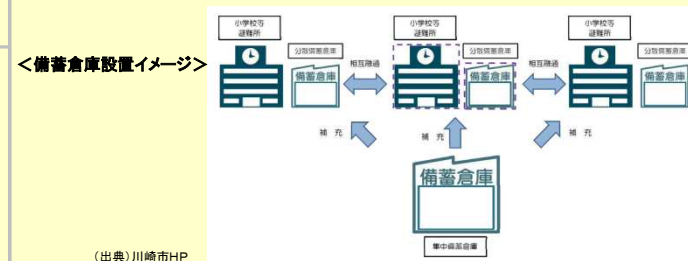 小学校等
避難所
小学校等
避難所
小学校等
避難所
分散備蓄倉庫
分散備蓄倉庫
分散備蓄倉庫
<備蓄倉庫設置イメージ>
相互融通
相互融通
備蓄倉庫
備蓄倉庫
備蓄倉庫
補 充
補 充
補 充
備蓄倉庫
集中備蓄倉庫
(出典)川崎市HP